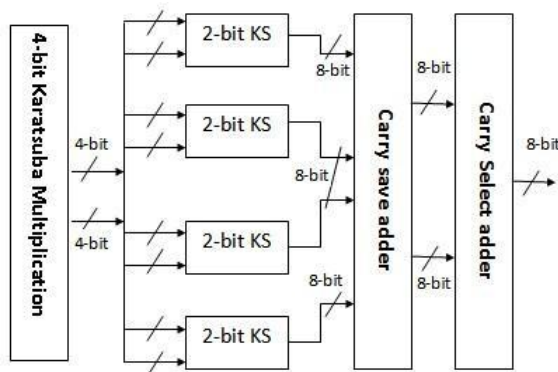 4-bit Karatsuba Multiplication
4-bit
4-bit
2-bit KS
2-bit KS
2-bit KS
2-bit KS
8-bit
8-bit
8-bit
Carry save adder
8-bit
8-bit
Carry Select adder
8-bit